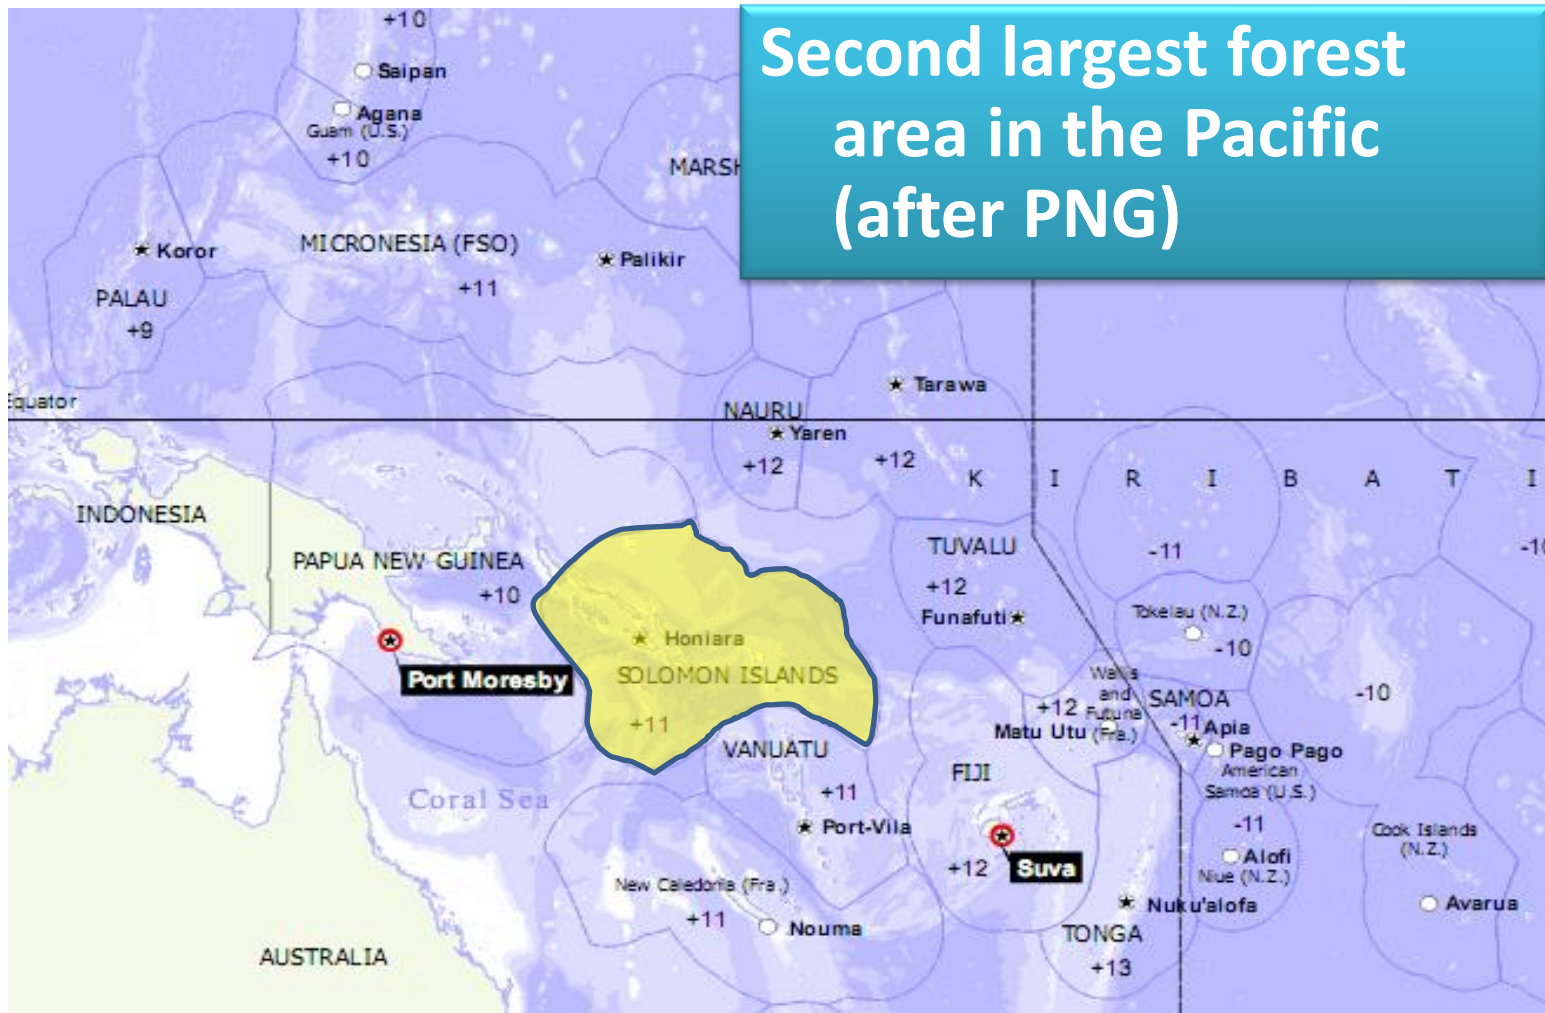 Second largest forest
area in the Pacific
(after PNG)
+10
Saipan
Agana
Guam (U.S.)
+10
MARSH
Koror
MICRONESIA (FSO)
Palikir
+11
PALAU
+9
Tarawa
Equator
NAURU
Yaren
+12
+12
K I R I B A T I
INDONESIA
TUVALU
-11
-10
PAPUA NEW GUINEA
+10
+12
Funafuti
Tokelau (N.Z.)
-10
Honiara
Port Moresby
SOLOMON ISLANDS
+11
Wallis
and
Futuna
(Fra.)
+12
Matu Utu
SAMOA
-11
Apia
-10
Pago Pago
American
Samoa (U.S.)
VANUATU
+11
Port-Vila
FIJI
Coral Sea
+12
Suva
-11
Alofi
Niue (N.Z.)
Cook Islands
(N.Z.)
Avarua
New Caledonia (Fra.)
+11
Nouma
Nuku'alofa
TONGA
+13
AUSTRALIA